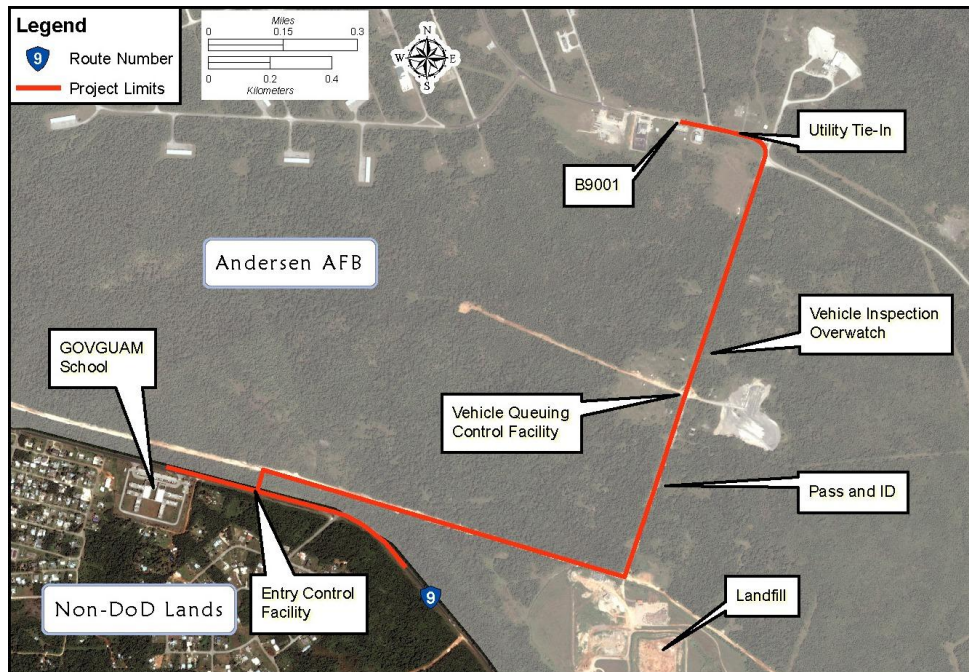 Legend
9 Route Number
Project Limits
Miles
0 0.15 0.3
0 0.2 0.4
Kilometers
N
W E
S
Utility Tie-In
B9001
Andersen AFB
Vehicle Inspection
Overwatch
GOVGUAM
School
Vehicle Queuing
Control Facility
Pass and ID
Entry Control
Facility
Landfill
Non-DoD Lands
9